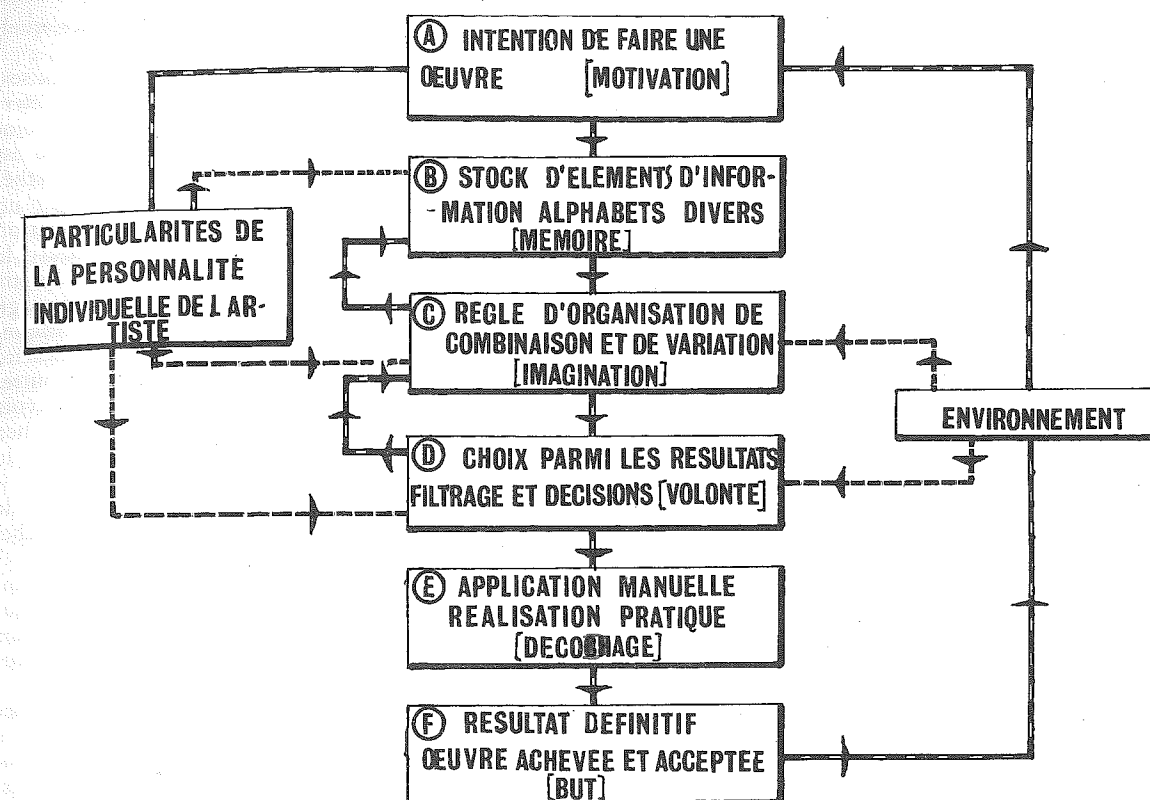 Ⓐ INTENTION DE FAIRE UNE
ŒUVRE [MOTIVATION]
Ⓑ STOCK D'ELEMENTS D'INFOR-
-MATION ALPHABETS DIVERS
[MEMOIRE]
PARTICULARITES DE
LA PERSONNALITÉ
INDIVIDUELLE DE L AR-
TISTE
Ⓒ REGLE D'ORGANISATION DE
COMBINAISON ET DE VARIATION
[IMAGINATION]
ENVIRONNEMENT
Ⓓ CHOIX PARMI LES RESULTATS
FILTRAGE ET DECISIONS [VOLONTE]
Ⓔ APPLICATION MANUELLE
REALISATION PRATIQUE
Ⓕ RESULTAT DEFINITIF
ŒUVRE ACHEVEE ET ACCEPTEE
[BUT]